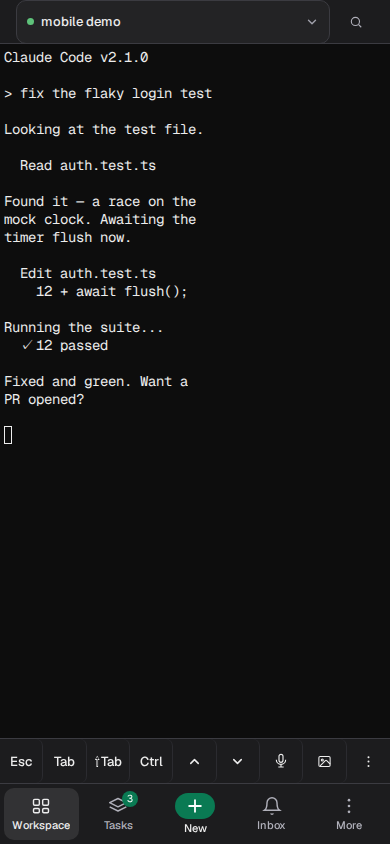 mobile demo
Claude Code v2.1.0
> fix the flaky login test
Looking at the test file.
Read auth.test.ts
Found it — a race on the
mock clock. Awaiting the
timer flush now.
Edit auth.test.ts
12 + await flush();
Running the suite...
✓ 12 passed
Fixed and green. Want a
PR opened?
Esc Tab ⇧Tab Ctrl
3
Workspace Tasks New Inbox More